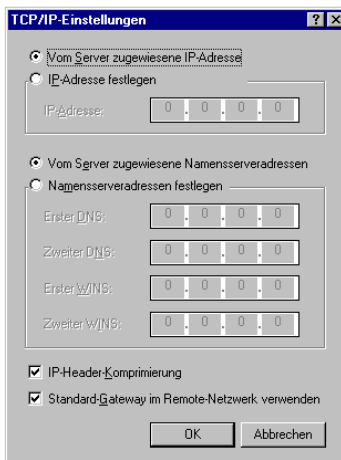 TCP/IP-Einstellungen
Vom Server zugewiesene IP-Adresse
IP-Adresse festlegen
IP-Adresse: 0 . 0 . 0 . 0
Vom Server zugewiesene Namensserveradressen
Namensserveradressen festlegen
Erster DNS: 0 . 0 . 0 . 0
Zweiter DNS: 0 . 0 . 0 . 0
Erster WINS: 0 . 0 . 0 . 0
Zweiter WINS: 0 . 0 . 0 . 0
IP-Header-Komprimierung
Standard-Gateway im Remote-Netzwerk verwenden
OK Abbrechen